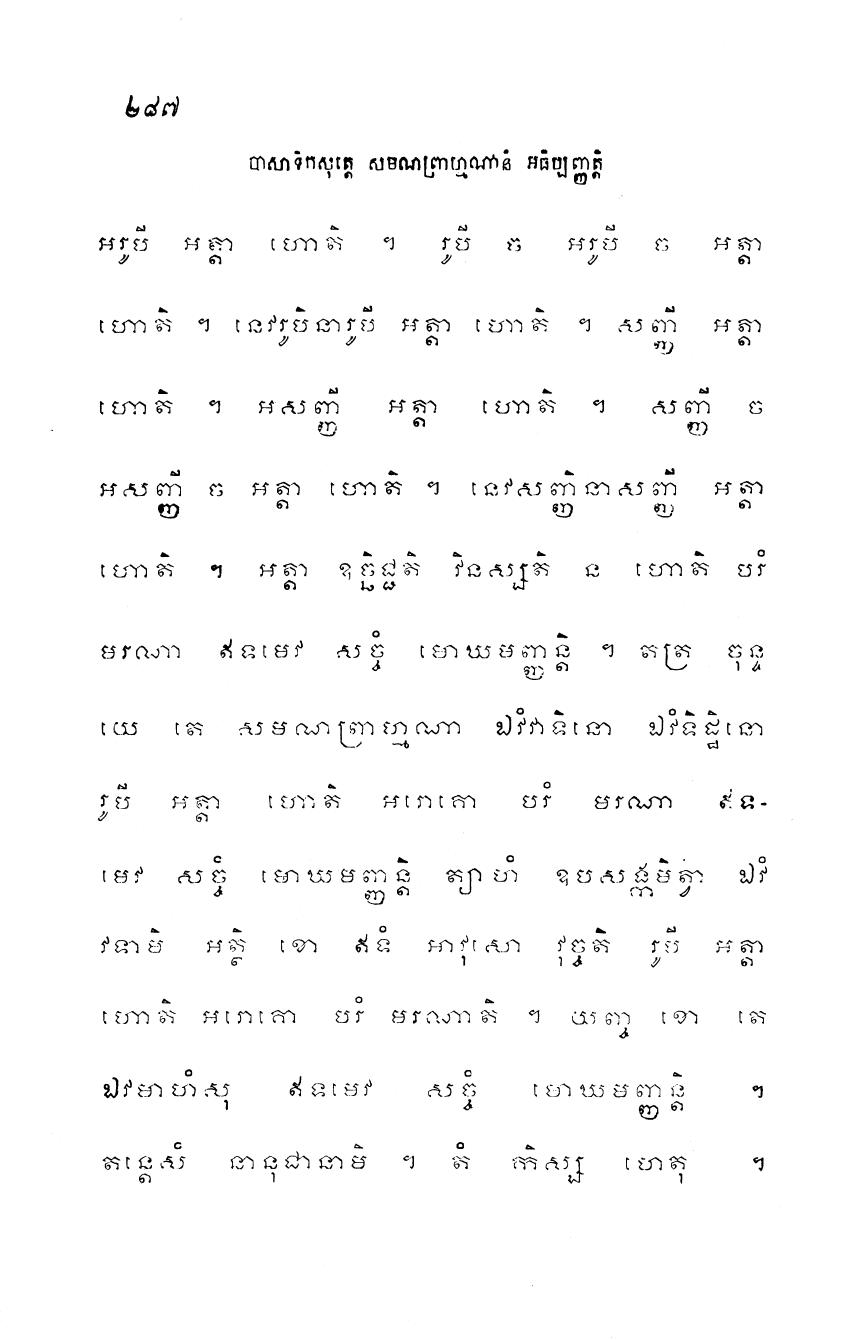 ២៨៧
បាសាទិកសុត្តេ សមណព្រាហ្មណានំ អធិប្បញ្ញត្តិ
អរូបី អត្តា ហោតិ ។ រូបី ច អរូបី ច អត្តា
ហោតិ ។ នេវរូបិនារូបី អត្តា ហោតិ ។ សញ្ញី អត្តា
ហោតិ ។ អសញ្ញី អត្តា ហោតិ ។ សញ្ញី ច
អសញ្ញី ច អត្តា ហោតិ ។ នេវសញ្ញិនាសញ្ញី អត្តា
ហោតិ ។ អត្តា ឧច្ឆិជ្ជតិ វិនស្សតិ ន ហោតិ បរំ
មរណា ឥទមេវ សច្ចំ មោឃមញ្ញន្តិ ។ តត្រ ចុន្ទ
យេ តេ សមណព្រាហ្មណា ឯវំវាទិនោ ឯវំទិដ្ឋិនោ
រូបី អត្តា ហោតិ អរោគោ បរំ មរណា ឥទ-
មេវ សច្ចំ មោឃមញ្ញន្តិ ត្យាហំ ឧបសង្កមិត្វា ឯវំ
វទាមិ អត្ថិ ខោ ឥទំ អាវុសោ វុច្ចតិ រូបី អត្តា
ហោតិ អរោគោ បរំ មរណាតិ ។ យញ្ច ខោ តេ
ឯវមាហំសុ ឥទមេវ សច្ចំ មោឃមញ្ញន្តិ ។
តន្តេសំ នានុជានាមិ ។ តំ កិស្ស ហេតុ ។